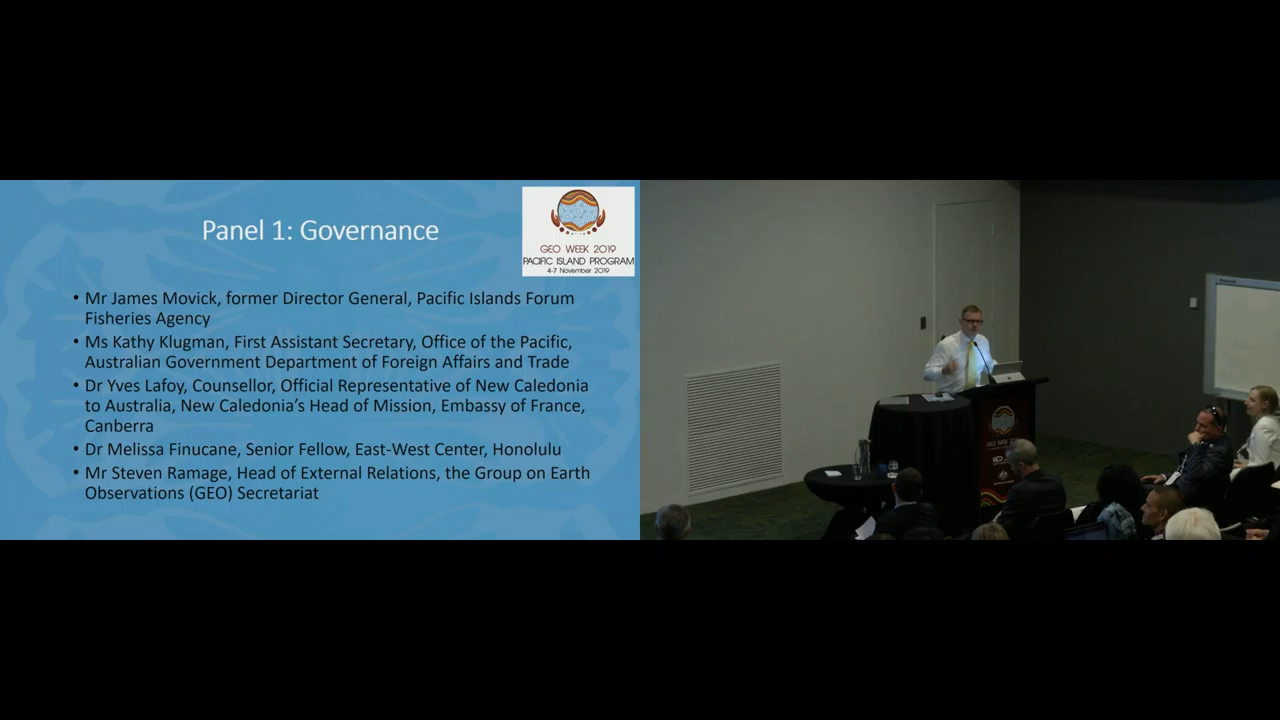 Panel 1: Governance
GEO WEEK 2019
PACIFIC ISLAND PROGRAM
4-7 November 2019
• Mr James Movick, former Director General, Pacific Islands Forum
Fisheries Agency
• Ms Kathy Klugman, First Assistant Secretary, Office of the Pacific,
Australian Government Department of Foreign Affairs and Trade
• Dr Yves Lafoy, Counsellor, Official Representative of New Caledonia
to Australia, New Caledonia's Head of Mission, Embassy of France,
Canberra
• Dr Melissa Finucane, Senior Fellow, East-West Center, Honolulu
• Mr Steven Ramage, Head of External Relations, the Group on Earth
Observations (GEO) Secretariat
GEO WEEK